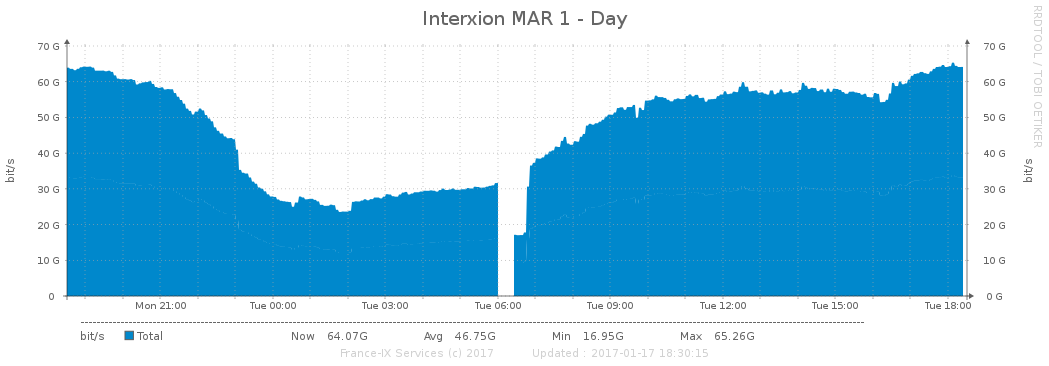 Interxion MAR 1 - Day
RRDTOOL / TOBI OETIKER
70 G 70 G
60 G 60 G
50 G 50 G
40 G 40 G
30 G 30 G
20 G 20 G
10 G 10 G
0 0 G
bit/s bit/s
Mon 21:00 Tue 00:00 Tue 03:00 Tue 06:00 Tue 09:00 Tue 12:00 Tue 15:00 Tue 18:00
bit/s Total Now 64.07G Avg 46.75G Min 16.95G Max 65.26G
France-IX Services (c) 2017 Updated : 2017-01-17 18:30:15